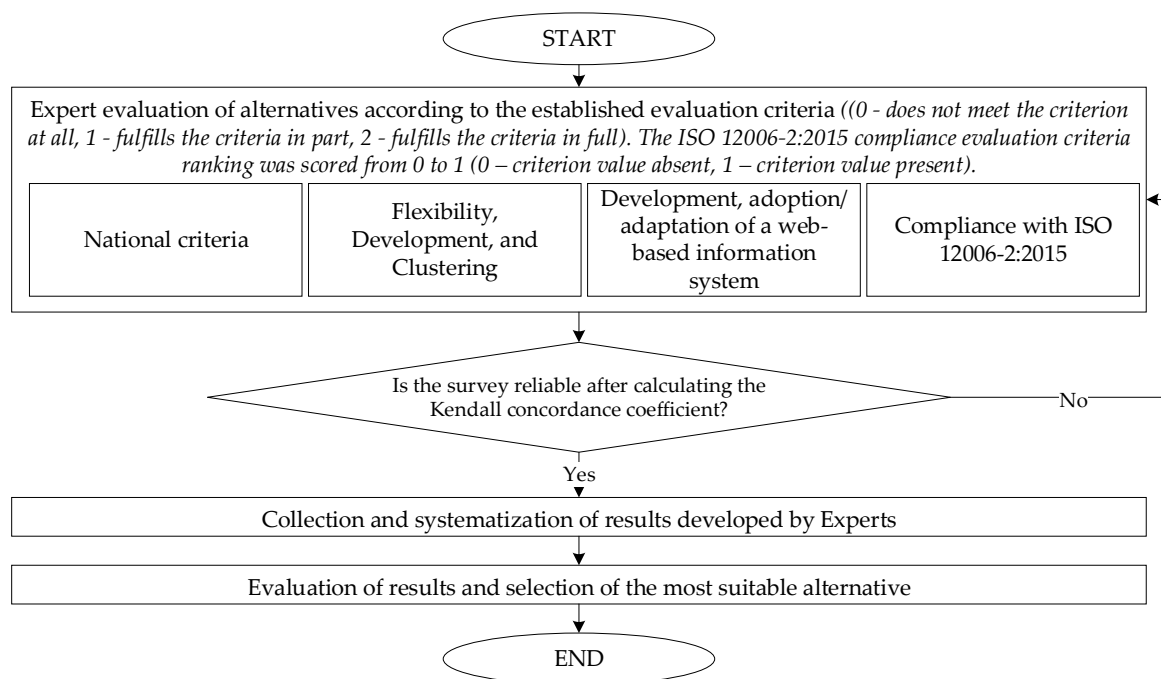 START
Expert evaluation of alternatives according to the established evaluation criteria ((0 - does not meet the criterion
at all, 1 - fulfills the criteria in part, 2 - fulfills the criteria in full). The ISO 12006-2:2015 compliance evaluation criteria
ranking was scored from 0 to 1 (0 – criterion value absent, 1 – criterion value present).
National criteria
Flexibility,
Development, and
Clustering
Development, adoption/
adaptation of a web-
based information
system
Compliance with ISO
12006-2:2015
Is the survey reliable after calculating the
Kendall concordance coefficient?
No
Yes
Collection and systematization of results developed by Experts
Evaluation of results and selection of the most suitable alternative
END